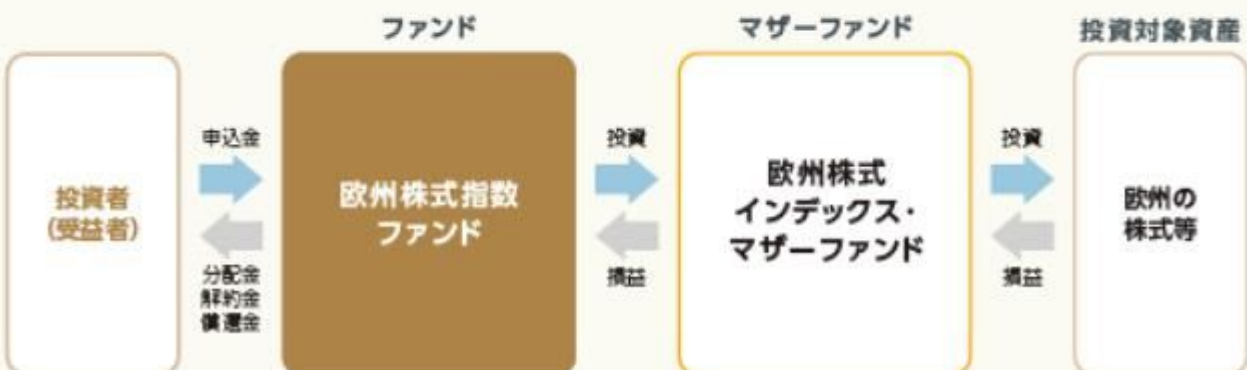 ファンド
マザーファンド
投資対象資産
投資者
(受益者)
申込金
分配金
解約金
償還金
欧州株式指数
ファンド
投資
損益
欧州株式
インデックス・
マザーファンド
投資
損益
欧州の
株式等